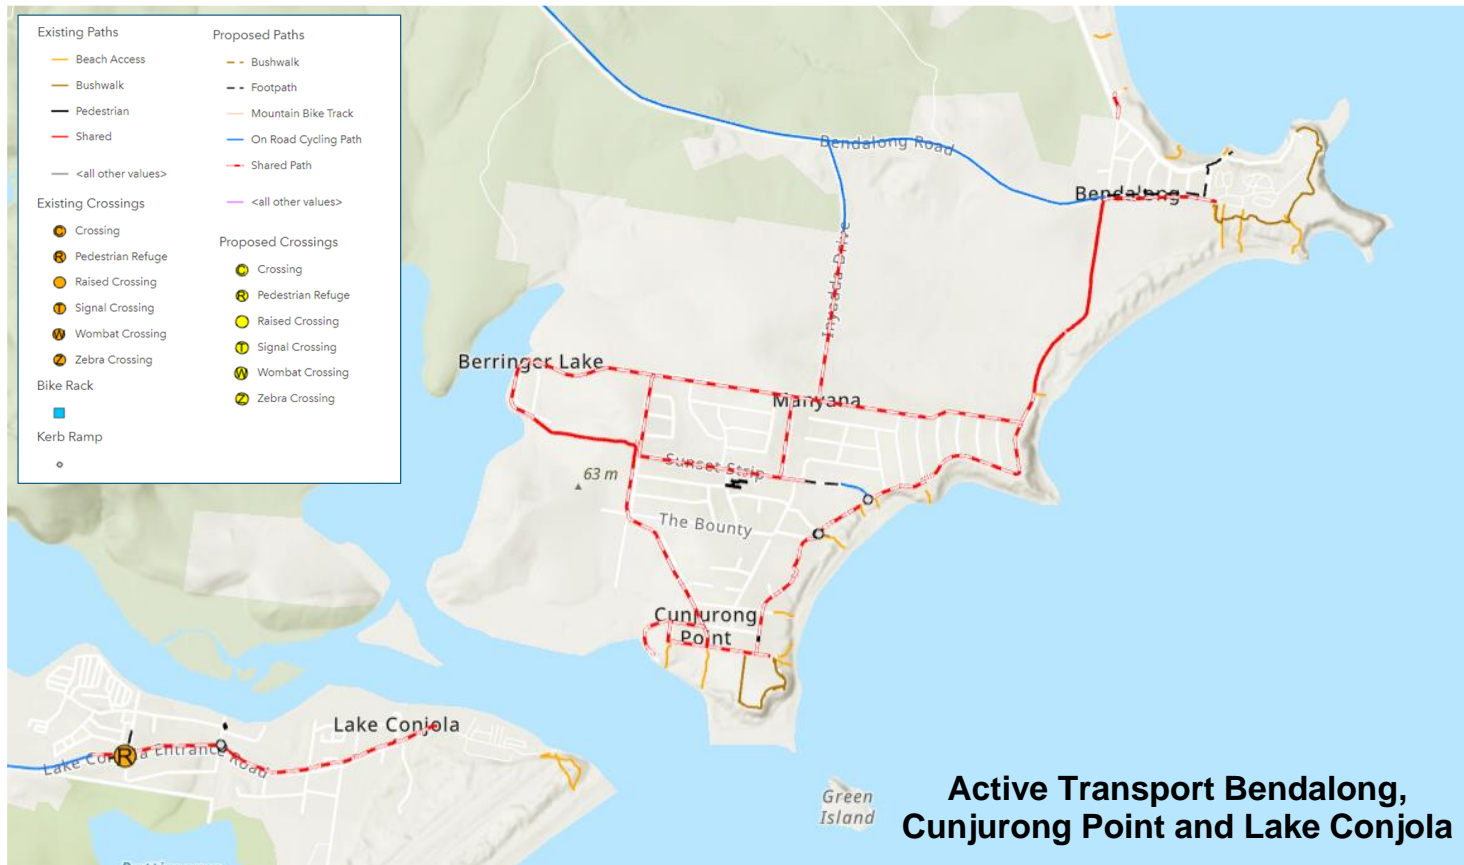 Existing Paths
Beach Access
Bushwalk
Pedestrian
Shared
<all other values>
Existing Crossings
C Crossing
R Pedestrian Refuge
Raised Crossing
T Signal Crossing
W Wombat Crossing
Z Zebra Crossing
Bike Rack
Kerb Ramp
Proposed Paths
Bushwalk
Footpath
Mountain Bike Track
On Road Cycling Path
Shared Path
<all other values>
Proposed Crossings
C Crossing
R Pedestrian Refuge
Raised Crossing
T Signal Crossing
W Wombat Crossing
Z Zebra Crossing
Bendalong Road
Bendalong
Inyadda Drive
Berringer Lake
Manyana
Sunset Strip
63 m
The Bounty
Cunjurong
Point
Lake Conjola
R
Lake Conjola Entrance Road
Green
Island
Active Transport Bendalong,
Cunjurong Point and Lake Conjola